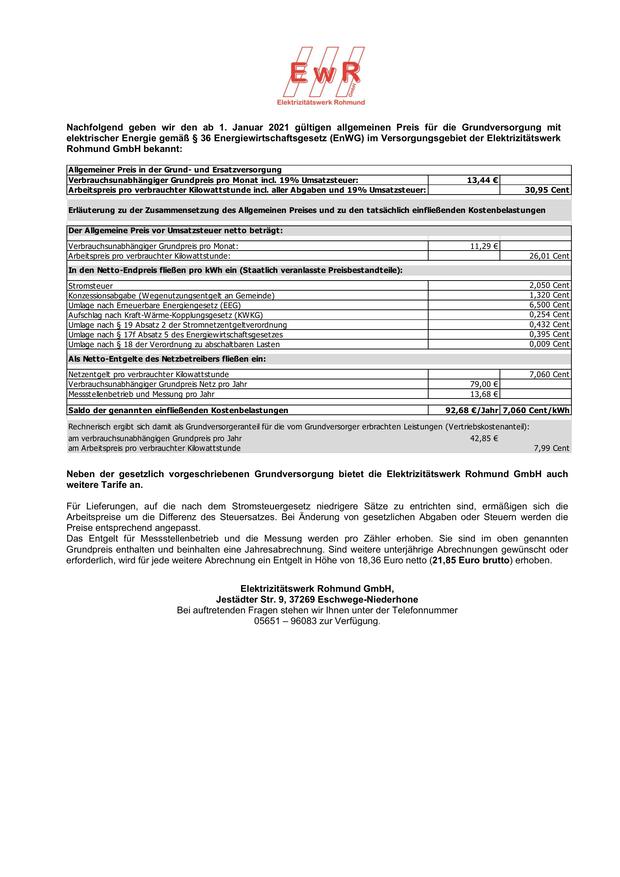 EWR
GmbH
Elektrizitätswerk Rohmund
Nachfolgend geben wir den ab 1. Januar 2021 gültigen allgemeinen Preis für die Grundversorgung mit
elektrischer Energie gemäß § 36 Energiewirtschaftsgesetz (EnWG) im Versorgungsgebiet der Elektrizitätswerk
Rohmund GmbH bekannt:
Allgemeiner Preis in der Grund- und Ersatzversorgung
Verbrauchsunabhängiger Grundpreis pro Monat incl. 19% Umsatzsteuer: 13,44 €
Arbeitspreis pro verbrauchter Kilowattstunde incl. aller Abgaben und 19% Umsatzsteuer: 30,95 Cent
Erläuterung zu der Zusammensetzung des Allgemeinen Preises und zu den tatsächlich einfließenden Kostenbelastungen
Der Allgemeine Preis vor Umsatzsteuer netto beträgt:
Verbrauchsunabhängiger Grundpreis pro Monat: 11,29 €
Arbeitspreis pro verbrauchter Kilowattstunde: 26,01 Cent
In den Netto-Endpreis fließen pro kWh ein (Staatlich veranlasste Preisbestandteile):
Stromsteuer 2,050 Cent
Konzessionsabgabe (Wegenutzungsentgelt an Gemeinde) 1,320 Cent
Umlage nach Erneuerbare Energiengesetz (EEG) 6,500 Cent
Aufschlag nach Kraft-Wärme-Kopplungsgesetz (KWKG) 0,254 Cent
Umlage nach § 19 Absatz 2 der Stromnetzentgeltverordnung 0,432 Cent
Umlage nach § 17f Absatz 5 des Energiewirtschaftsgesetzes 0,395 Cent
Umlage nach § 18 der Verordnung zu abschaltbaren Lasten 0,009 Cent
Als Netto-Entgelte des Netzbetreibers fließen ein:
Netzentgelt pro verbrauchter Kilowattstunde 7,060 Cent
Verbrauchsunabhängiger Grundpreis Netz pro Jahr 79,00 €
Messstellenbetrieb und Messung pro Jahr 13,68 €
Saldo der genannten einfließenden Kostenbelastungen 92,68 €/Jahr 7,060 Cent/kWh
Rechnerisch ergibt sich damit als Grundversorgeranteil für die vom Grundversorger erbrachten Leistungen (Vertriebskostenanteil):
am verbrauchsunabhängigen Grundpreis pro Jahr 42,85 €
am Arbeitspreis pro verbrauchter Kilowattstunde 7,99 Cent
Neben der gesetzlich vorgeschriebenen Grundversorgung bietet die Elektrizitätswerk Rohmund GmbH auch
weitere Tarife an.
Für Lieferungen, auf die nach dem Stromsteuergesetz niedrigere Sätze zu entrichten sind, ermäßigen sich die
Arbeitspreise um die Differenz des Steuersatzes. Bei Änderung von gesetzlichen Abgaben oder Steuern werden die
Preise entsprechend angepasst.
Das Entgelt für Messstellenbetrieb und die Messung werden pro Zähler erhoben. Sie sind im oben genannten
Grundpreis enthalten und beinhalten eine Jahresabrechnung. Sind weitere unterjährige Abrechnungen gewünscht oder
erforderlich, wird für jede weitere Abrechnung ein Entgelt in Höhe von 18,36 Euro netto (21,85 Euro brutto) erhoben.
Elektrizitätswerk Rohmund GmbH,
Jestädter Str. 9, 37269 Eschwege-Niederhone
Bei auftretenden Fragen stehen wir Ihnen unter der Telefonnummer
05651 – 96083 zur Verfügung.